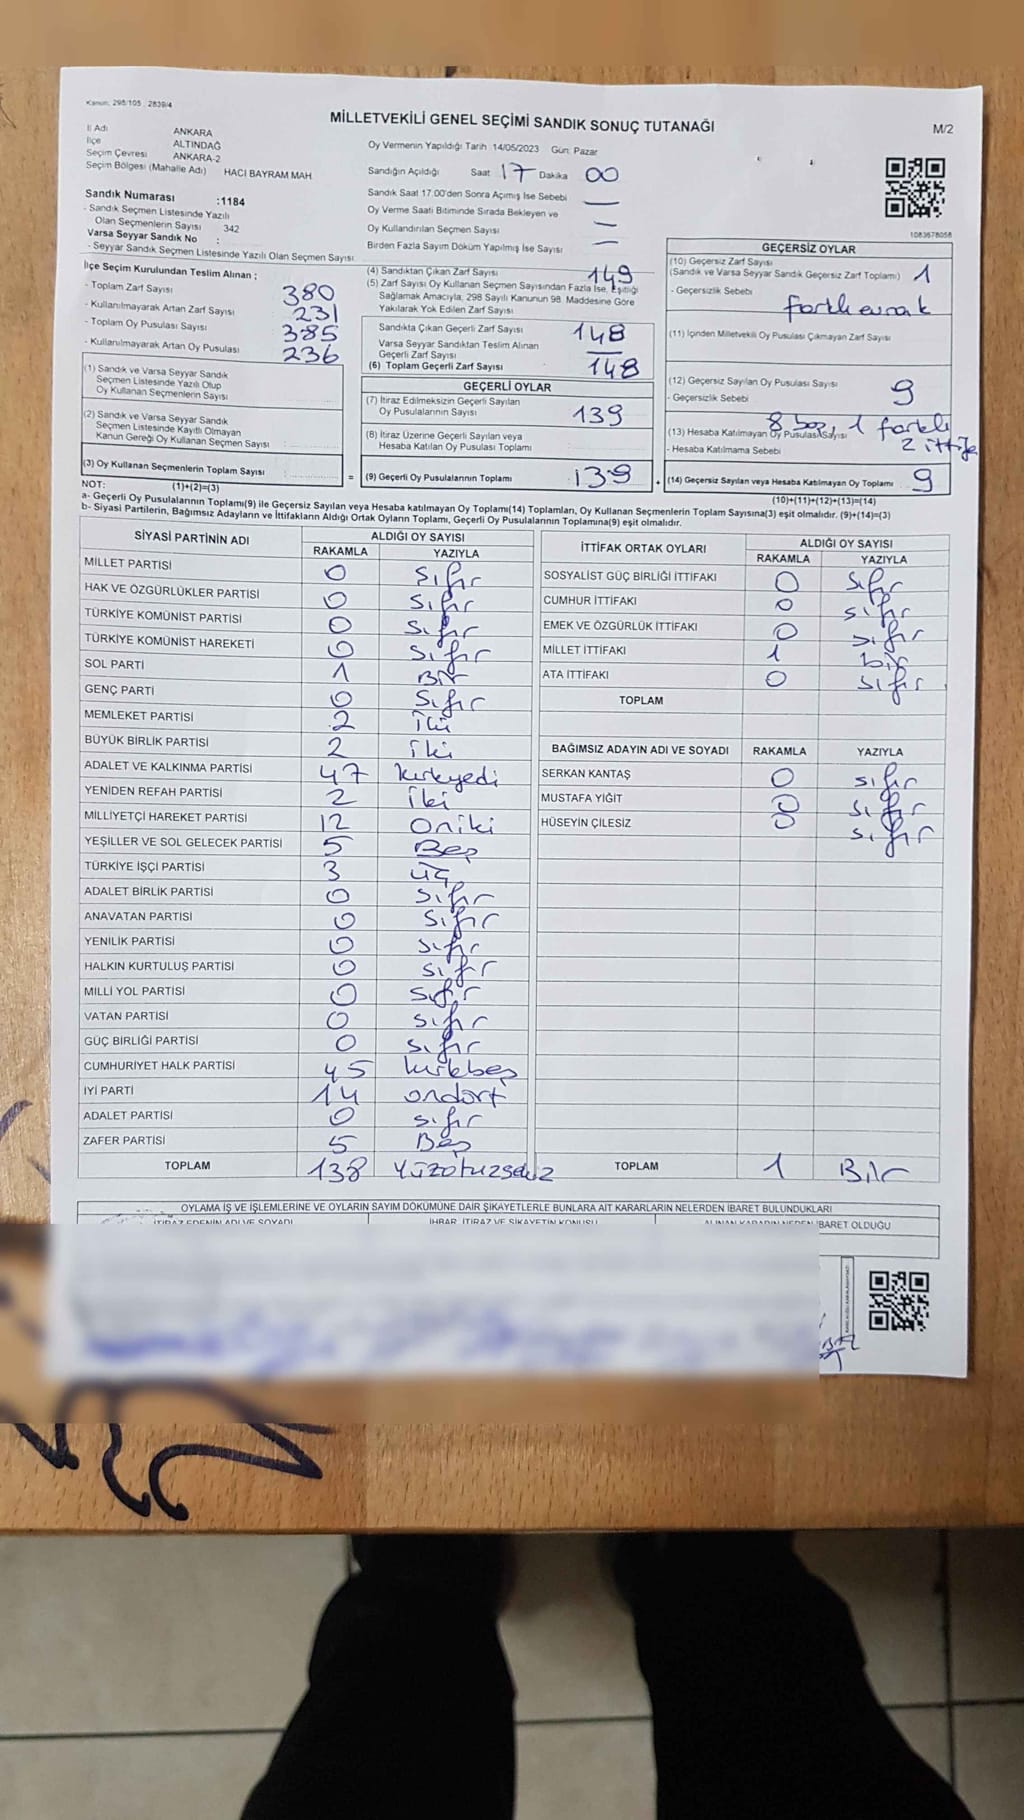 Kanun: 298/105 2839/4
MİLLETVEKİLİ GENEL SEÇİMİ SANDIK SONUÇ TUTANAĞI
M/2
İl Adı ANKARA
İlçe ALTINDAĞ
Seçim Çevresi ANKARA-2
Seçim Bölgesi (Mahalle Adı) HACI BAYRAM MAH
Sandık Numarası :1184
- Sandık Seçmen Listesinde Yazılı
Olan Seçmenlerin Sayısı 342
Varsa Seyyar Sandık No :
- Seyyar Sandık Seçmen Listesinde Yazılı Olan Seçmen Sayısı
Oy Vermenin Yapıldığı Tarih 14/05/2023 Gün: Pazar
Sandığın Açıldığı Saat 17 Dakika 00
Sandık Saat 17.00'den Sonra Açımış İse Sebebi —
Oy Verme Saati Bitiminde Sırada Bekleyen ve
Oy Kullandırılan Seçmen Sayısı —
Birden Fazla Sayım Döküm Yapılmış İse Sayısı —
1083678058
İlçe Seçim Kurulundan Teslim Alınan ;
- Toplam Zarf Sayısı 380
- Kullanılmayarak Artan Zarf Sayısı 231
- Toplam Oy Pusulası Sayısı 385
- Kullanılmayarak Artan Oy Pusulası 236
(1) Sandık ve Varsa Seyyar Sandık
Seçmen Listesinde Yazılı Olup
Oy Kullanan Seçmenlerin Sayısı
(2) Sandık ve Varsa Seyyar Sandık
Seçmen Listesinde Kayıtlı Olmayan
Kanun Gereği Oy Kullanan Seçmen Sayısı :
(3) Oy Kullanan Seçmenlerin Toplam Sayısı
(4) Sandıktan Çıkan Zarf Sayısı 149
(5) Zarf Sayısı Oy Kullanan Seçmen Sayısından Fazla İse, Eşitliği
Sağlamak Amacıyla, 298 Sayılı Kanunun 98. Maddesine Göre
Yakılarak Yok Edilen Zarf Sayısı
Sandıkta Çıkan Geçerli Zarf Sayısı 148
Varsa Seyyar Sandıktan Teslim Alınan
Geçerli Zarf Sayısı —
(6) Toplam Geçerli Zarf Sayısı 148
GEÇERLİ OYLAR
(7) İtiraz Edilmeksizin Geçerli Sayılan
Oy Pusulalarının Sayısı 139
(8) İtiraz Üzerine Geçerli Sayılan veya
Hesaba Katılan Oy Pusulası Toplamı
= (9) Geçerli Oy Pusulalarının Toplamı 139
GEÇERSİZ OYLAR
(10) Geçersiz Zarf Sayısı
(Sandık ve Varsa Seyyar Sandık Geçersiz Zarf Toplamı) 1
- Geçersizlik Sebebi
farklı evrak
(11) İçinden Milletvekili Oy Pusulası Çıkmayan Zarf Sayısı
(12) Geçersiz Sayılan Oy Pusulası Sayısı 9
- Geçersizlik Sebebi
8 boş, 1 farklı
2 ittifak
(13) Hesaba Katılmayan Oy Pusulası Sayısı
- Hesaba Katılmama Sebebi
+ (14) Geçersiz Sayılan veya Hesaba Katılmayan Oy Toplamı 9
NOT: (1)+(2)=(3)
(10)+(11)+(12)+(13)=(14)
a- Geçerli Oy Pusulalarının Toplamı(9) ile Geçersiz Sayılan veya Hesaba katılmayan Oy Toplamı(14) Toplamları, Oy Kullanan Seçmenlerin Toplam Sayısına(3) eşit olmalıdır. (9)+(14)=(3)
b- Siyasi Partilerin, Bağımsız Adayların ve İttifakların Aldığı Ortak Oyların Toplamı, Geçerli Oy Pusulalarının Toplamına(9) eşit olmalıdır.
SİYASİ PARTİNİN ADI ALDIĞI OY SAYISI
RAKAMLA YAZIYLA
MİLLET PARTİSİ 0 sıfır
HAK VE ÖZGÜRLÜKLER PARTİSİ 0 sıfır
TÜRKİYE KOMÜNİST PARTİSİ 0 sıfır
TÜRKİYE KOMÜNİST HAREKETİ 0 sıfır
SOL PARTİ 1 Bir
GENÇ PARTİ 0 sıfır
MEMLEKET PARTİSİ 2 iki
BÜYÜK BİRLİK PARTİSİ 2 iki
ADALET VE KALKINMA PARTİSİ 47 kırkyedi
YENİDEN REFAH PARTİSİ 2 iki
MİLLİYETÇİ HAREKET PARTİSİ 12 oniki
YEŞİLLER VE SOL GELECEK PARTİSİ 5 Beş
TÜRKİYE İŞÇİ PARTİSİ 3 üç
ADALET BİRLİK PARTİSİ 0 sıfır
ANAVATAN PARTİSİ 0 sıfır
YENİLİK PARTİSİ 0 sıfır
HALKIN KURTULUŞ PARTİSİ 0 sıfır
MİLLİ YOL PARTİSİ 0 sıfır
VATAN PARTİSİ 0 sıfır
GÜÇ BİRLİĞİ PARTİSİ 0 sıfır
CUMHURİYET HALK PARTİSİ 45 kırkbeş
İYİ PARTİ 14 ondört
ADALET PARTİSİ 0 sıfır
ZAFER PARTİSİ 5 Beş
TOPLAM 138 Yüzotuzsekiz
İTTİFAK ORTAK OYLARI ALDIĞI OY SAYISI
RAKAMLA YAZIYLA
SOSYALİST GÜÇ BİRLİĞİ İTTİFAKI 0 sıfır
CUMHUR İTTİFAKI 0 sıfır
EMEK VE ÖZGÜRLÜK İTTİFAKI 0 sıfır
MİLLET İTTİFAKI 1 bir
ATA İTTİFAKI 0 sıfır
TOPLAM
BAĞIMSIZ ADAYIN ADI VE SOYADI RAKAMLA YAZIYLA
SERKAN KANTAŞ 0 sıfır
MUSTAFA YİĞİT 0 sıfır
HÜSEYİN ÇİLESİZ 0 sıfır
TOPLAM 1 Bir
OYLAMA İŞ VE İŞLEMLERİNE VE OYLARIN SAYIM DÖKÜMÜNE DAİR ŞİKAYETLERLE BUNLARA AİT KARARLARIN NELERDEN İBARET BULUNDUKLARI
İTİRAZ EDENİN ADI VE SOYADI İHBAR, İTİRAZ VE ŞİKAYETİN KONUSU ALINAN KARARIN NEDEN İBARET OLDUĞU